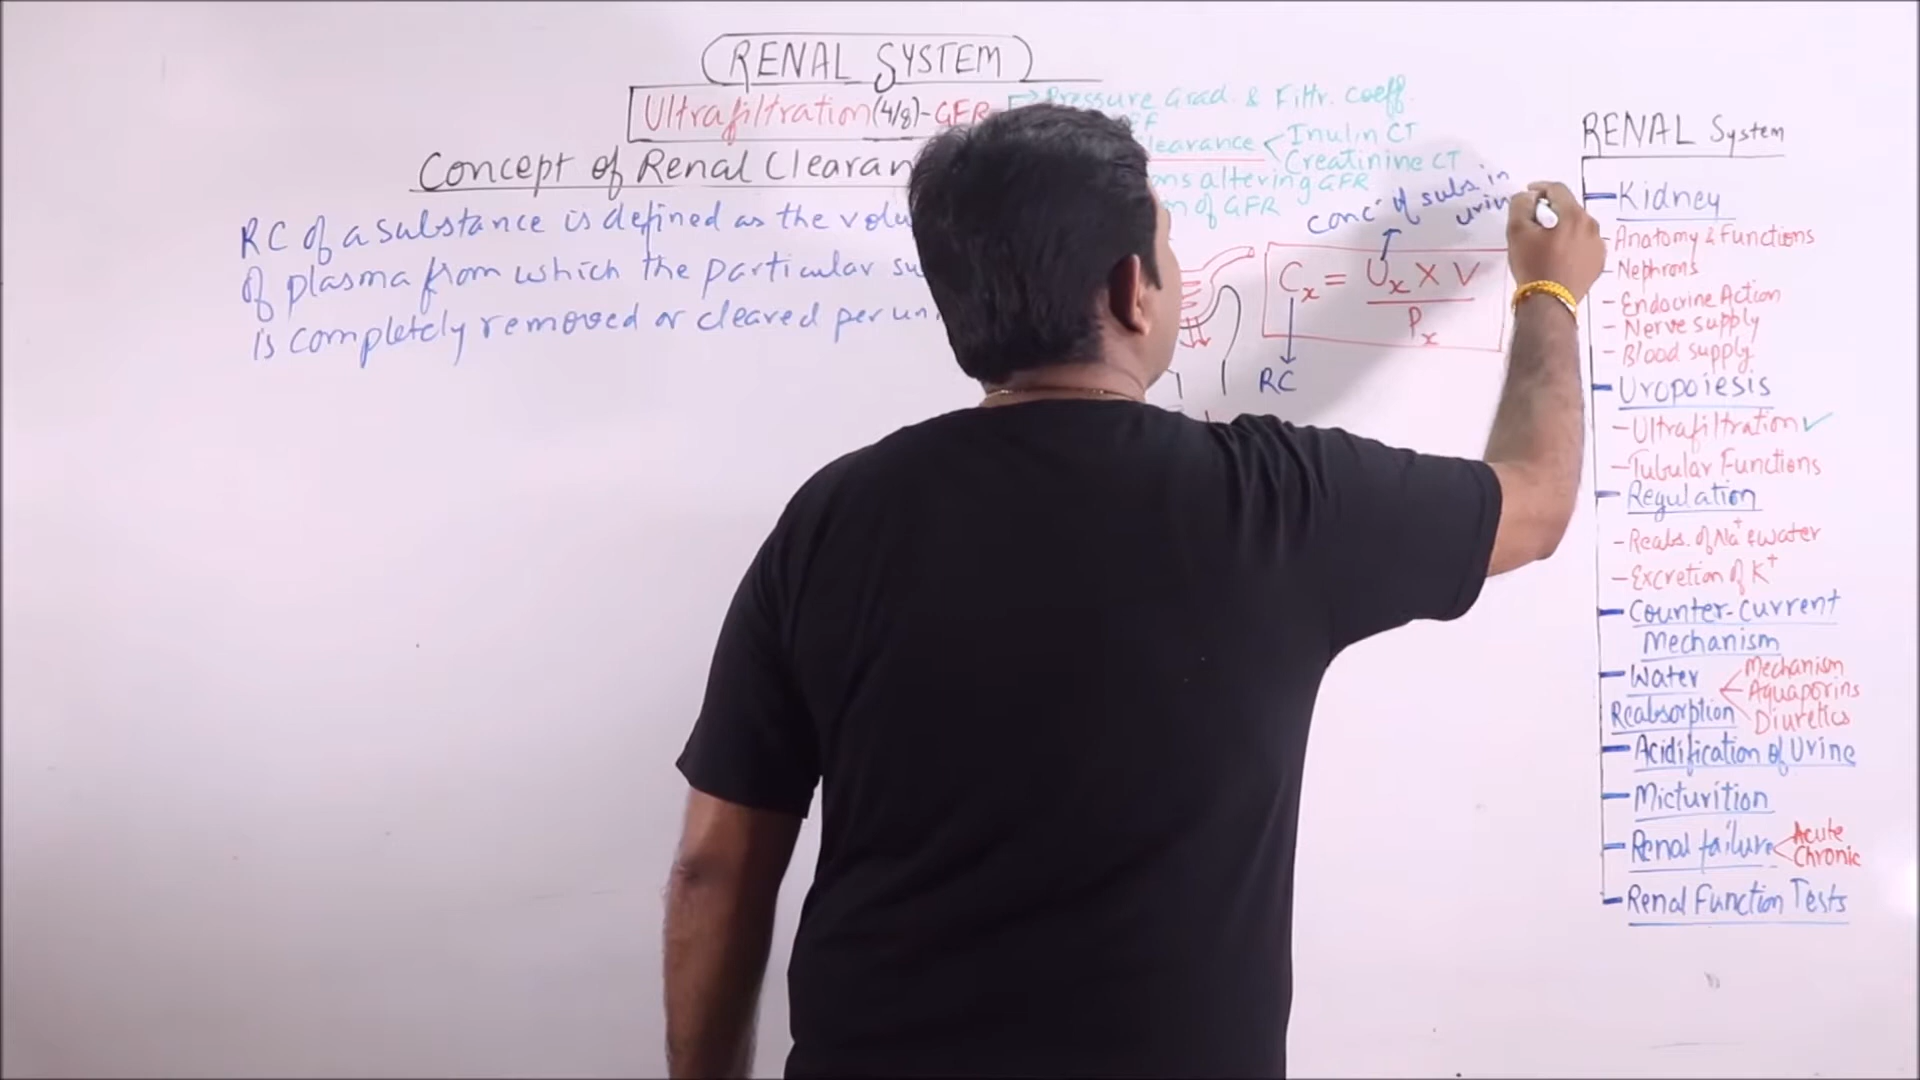 RENAL SYSTEM
Ultrafiltration (4/8) - GFR
Pressure Grad. & Filtr. Coeff.
FF
learance
Inulin CT
Creatinine CT
ons altering GFR
n of GFR
Concept of Renal Clearan
RC of a substance is defined as the volu
of plasma from which the particular su
is completely removed or cleared per un
concⁿ of subs. in
urin
Cx = Ux X V
Px
RC
RENAL System
Kidney
- Anatomy & Functions
- Nephrons
- Endocrine Action
- Nerve supply
- Blood supply
Uropoiesis
- Ultrafiltration ✓
- Tubular Functions
Regulation
- Reabs. of Na⁺ & water
- Excretion of K⁺
Counter-current
Mechanism
Water
Reabsorption
Mechanism
Aquaporins
Diuretics
Acidification of Urine
Micturition
Renal failure
Acute
Chronic
Renal Function Tests